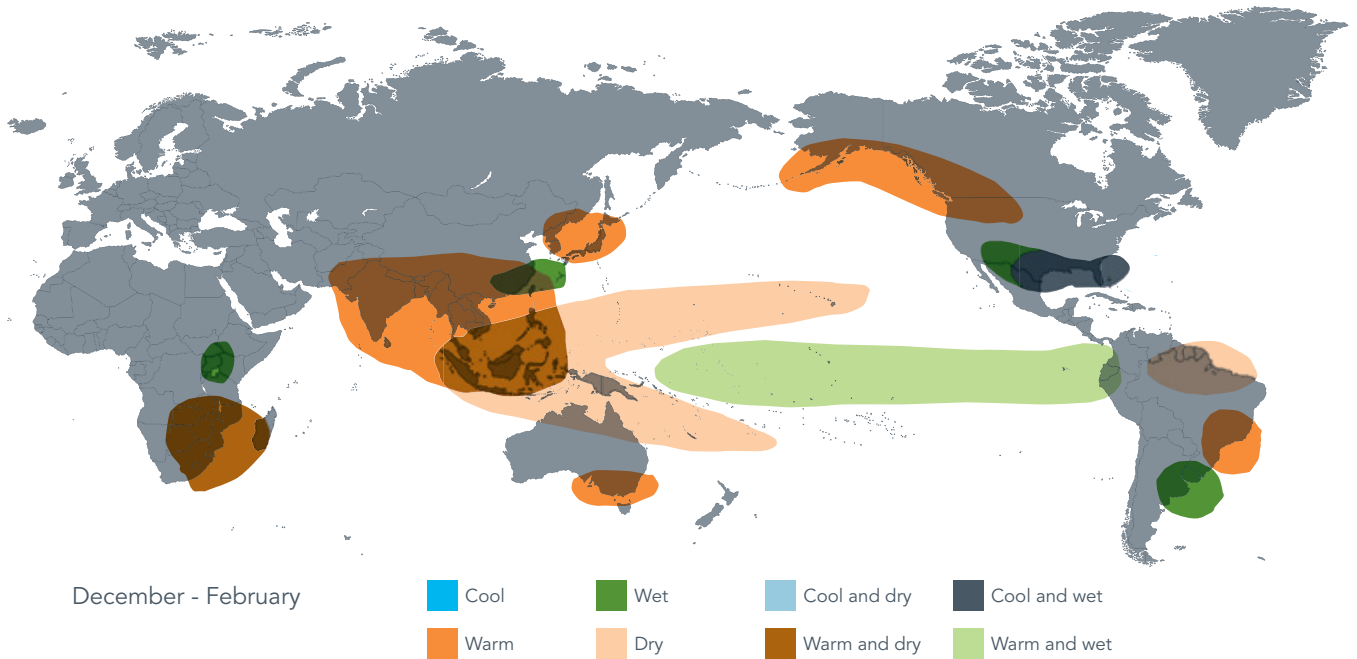 December - February
Cool
Wet
Cool and dry
Cool and wet
Warm
Dry
Warm and dry
Warm and wet